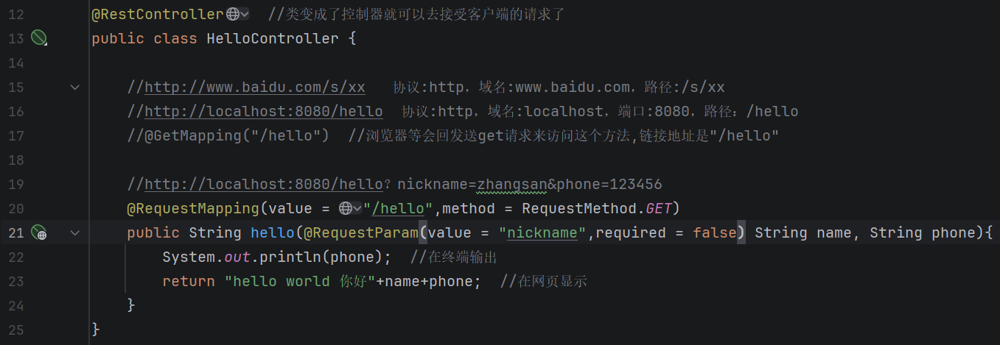 12 @RestController //类变成了控制器就可以去接受客户端的请求了
13 public class HelloController {
14
15 //http://www.baidu.com/s/xx 协议:http，域名:www.baidu.com，路径:/s/xx
16 //http://localhost:8080/hello 协议:http，域名:localhost，端口:8080，路径：/hello
17 //@GetMapping("/hello") //浏览器等会回发送get请求来访问这个方法,链接地址是"/hello"
18
19 //http://localhost:8080/hello？nickname=zhangsan&phone=123456
20 @RequestMapping(value = "/hello",method = RequestMethod.GET)
21 public String hello(@RequestParam(value = "nickname",required = false) String name, String phone){
22 System.out.println(phone); //在终端输出
23 return "hello world 你好"+name+phone; //在网页显示
24 }
25 }